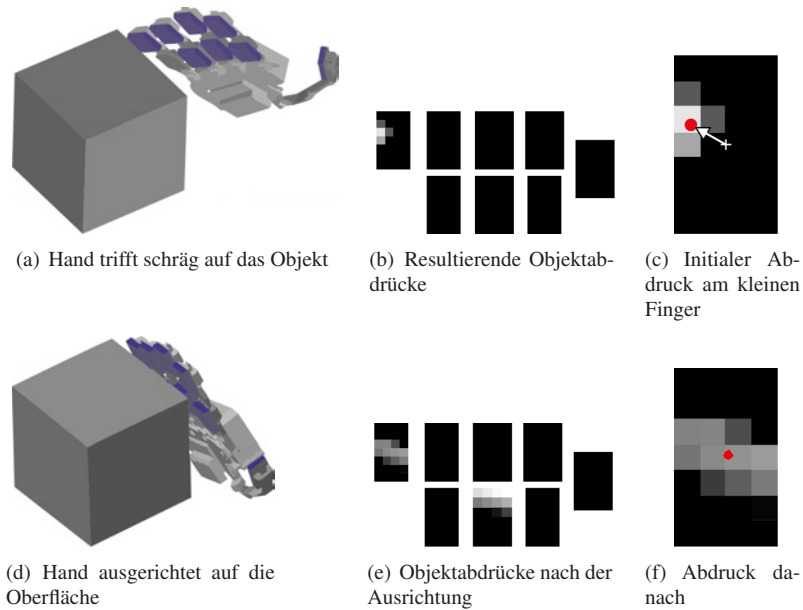 (a) Hand trifft schräg auf das Objekt
(b) Resultierende Objektab-
drücke
(c) Initialer Ab-
druck am kleinen
Finger
(d) Hand ausgerichtet auf die
Oberfläche
(e) Objektabdrücke nach der
Ausrichtung
(f) Abdruck da-
nach